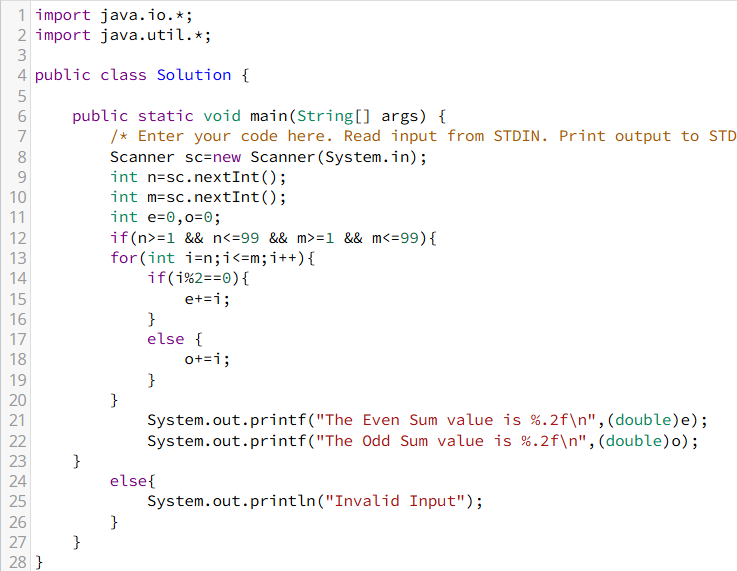 1 import java.io.*;
2 import java.util.*;
3
4 public class Solution {
5
6     public static void main(String[] args) {
7         /* Enter your code here. Read input from STDIN. Print output to STD
8         Scanner sc=new Scanner(System.in);
9         int n=sc.nextInt();
10         int m=sc.nextInt();
11         int e=0,o=0;
12         if(n>=1 && n<=99 && m>=1 && m<=99){
13         for(int i=n;i<=m;i++){
14             if(i%2==0){
15                 e+=i;
16             }
17             else {
18                 o+=i;
19             }
20         }
21             System.out.printf("The Even Sum value is %.2f\n",(double)e);
22             System.out.printf("The Odd Sum value is %.2f\n",(double)o);
23     }
24         else{
25             System.out.println("Invalid Input");
26         }
27     }
28 }